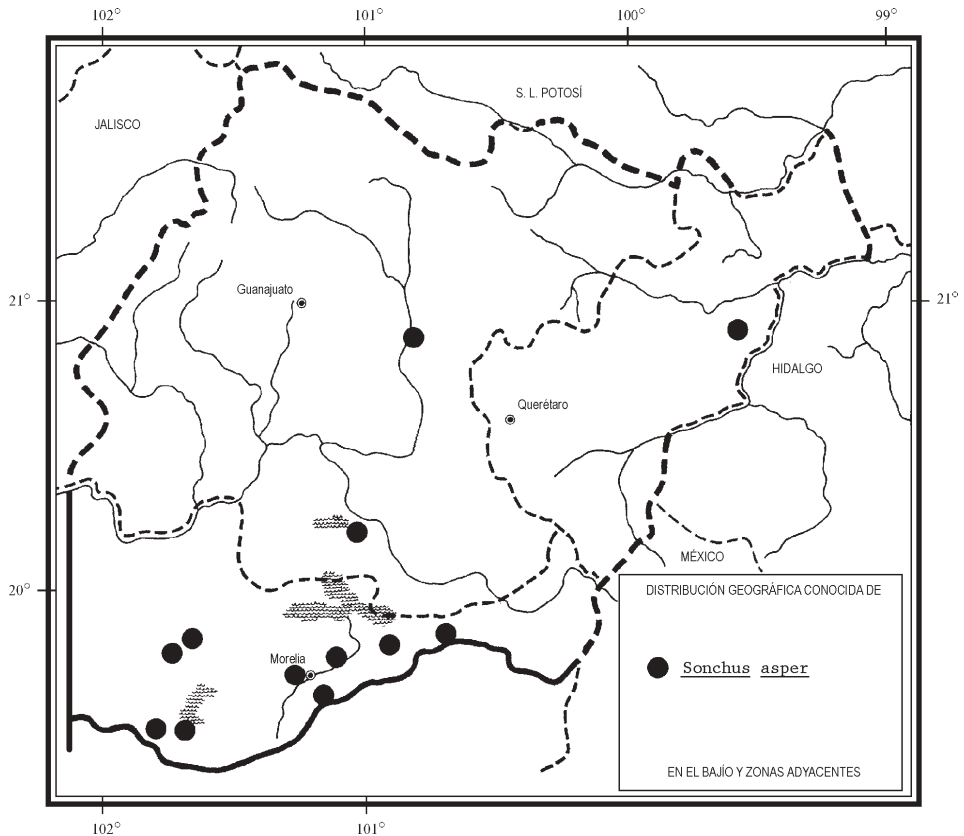 102°
101°
100°
99°
S. L. POTOSÍ
JALISCO
Guanajuato
21°
21°
HIDALGO
Querétaro
MÉXICO
20°
DISTRIBUCIÓN GEOGRÁFICA CONOCIDA DE
Morelia
Sonchus asper
EN EL BAJÍO Y ZONAS ADYACENTES
102°
101°